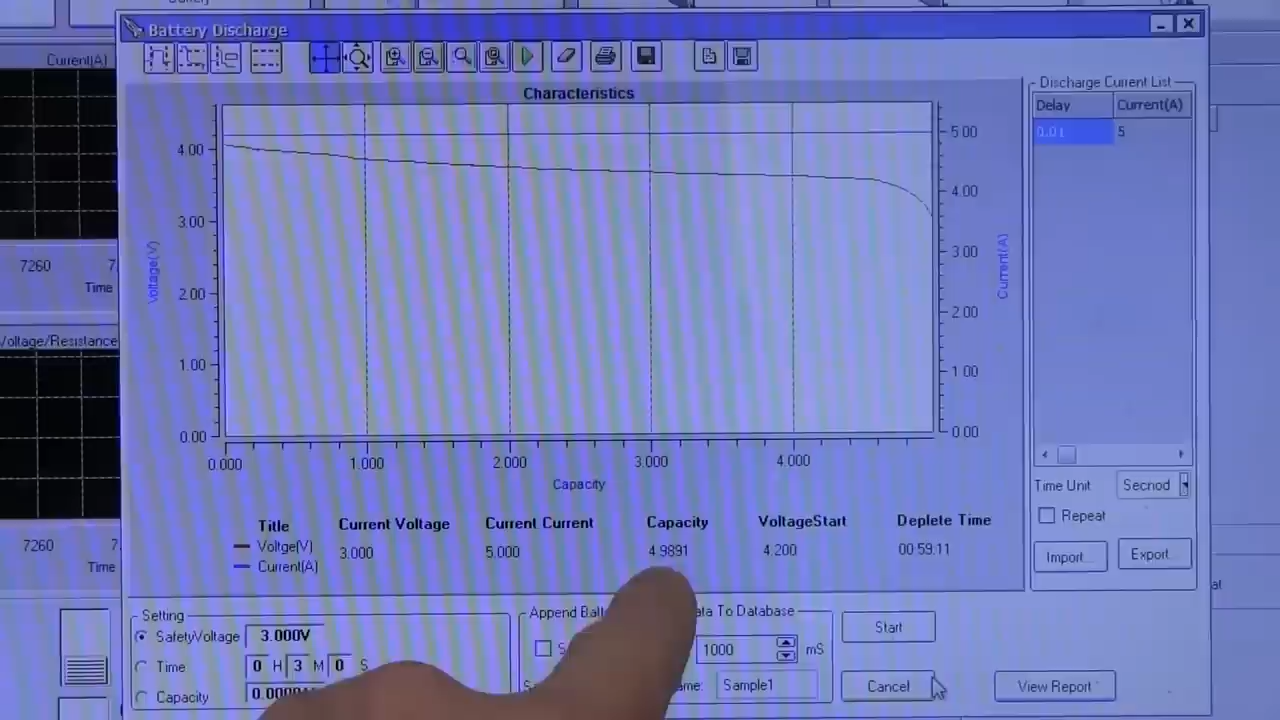 Battery Discharge
Current(A)
7260
Time
Voltage/Resistance
7260
Time
Characteristics
4.00
3.00
2.00
1.00
0.00
Voltage(V)
5.00
4.00
3.00
2.00
1.00
0.00
Current(A)
0.000 1.000 2.000 3.000 4.000
Capacity
Title Current Voltage Current Current Capacity VoltageStart Deplete Time
Voltge(V) 3.000 5.000 4.9891 4.200 00 59:11
Current(A)
Discharge Current List
Delay Current(A)
0.01 5
Time Unit Secnod
Repeat
Import... Export...
Setting
SafetyVoltage 3.000V
Time 0 H 3 M 0 S
Capacity
Append
To Database
1000 mS
Sample1
Start
Cancel
View Report